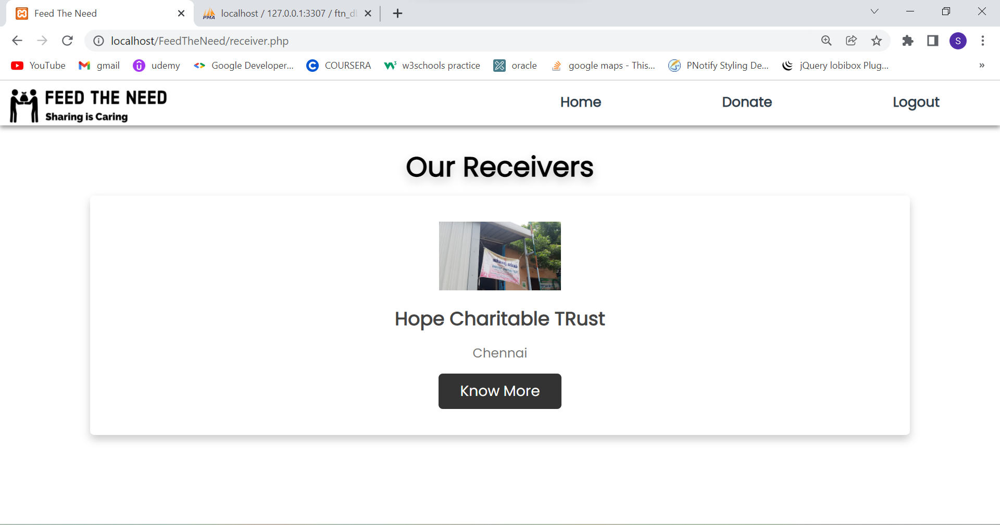 Feed The Need
localhost / 127.0.0.1:3307 / ftn_d
localhost/FeedTheNeed/receiver.php
S
YouTube
gmail
udemy
Google Developer...
COURSERA
w3schools practice
oracle
google maps - This...
PNotify Styling De...
jQuery lobibox Plug...
»
FEED THE NEED
Sharing is Caring
Home
Donate
Logout
Our Receivers
Hope Charitable TRust
Chennai
Know More